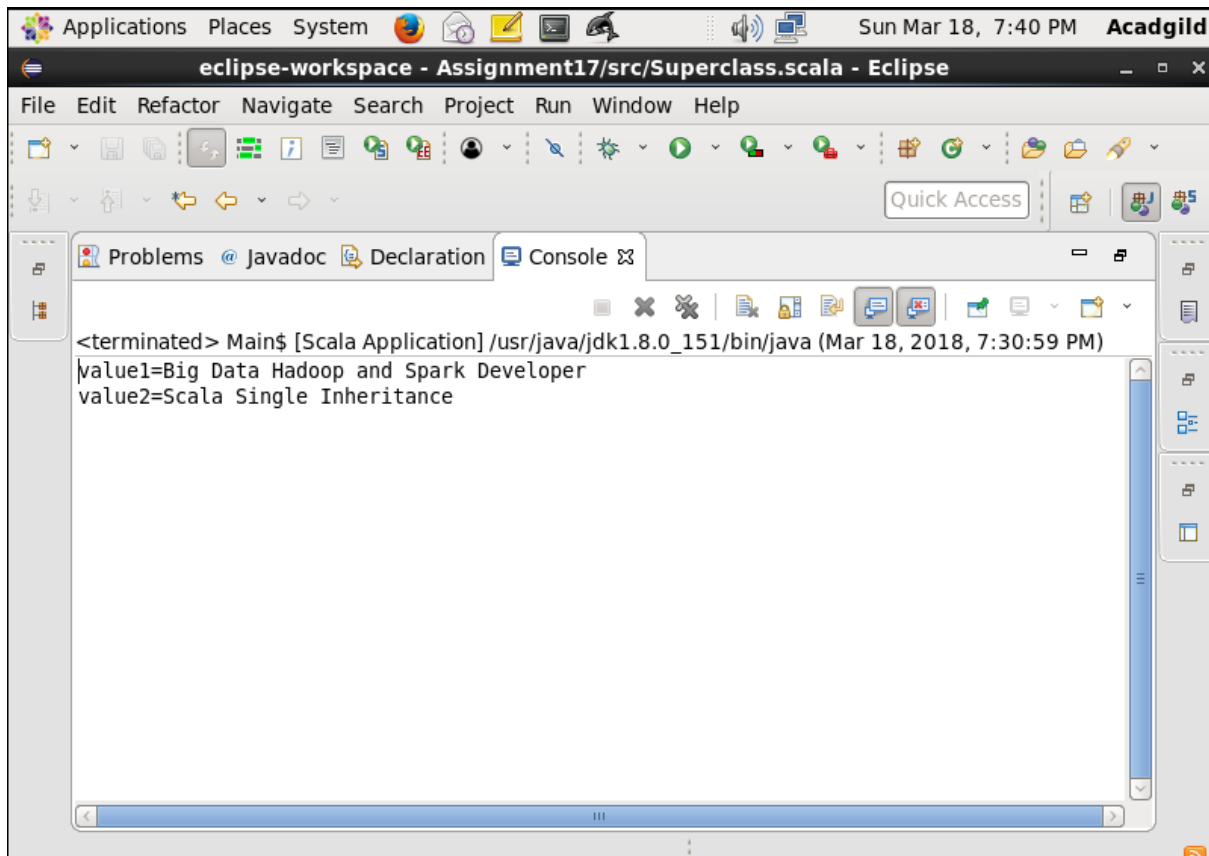 Applications Places System Sun Mar 18, 7:40 PM Acadgild
eclipse-workspace - Assignment17/src/Superclass.scala - Eclipse
File Edit Refactor Navigate Search Project Run Window Help
Quick Access
Problems Javadoc Declaration Console
<terminated> Main$ [Scala Application] /usr/java/jdk1.8.0_151/bin/java (Mar 18, 2018, 7:30:59 PM)
value1=Big Data Hadoop and Spark Developer
value2=Scala Single Inheritance